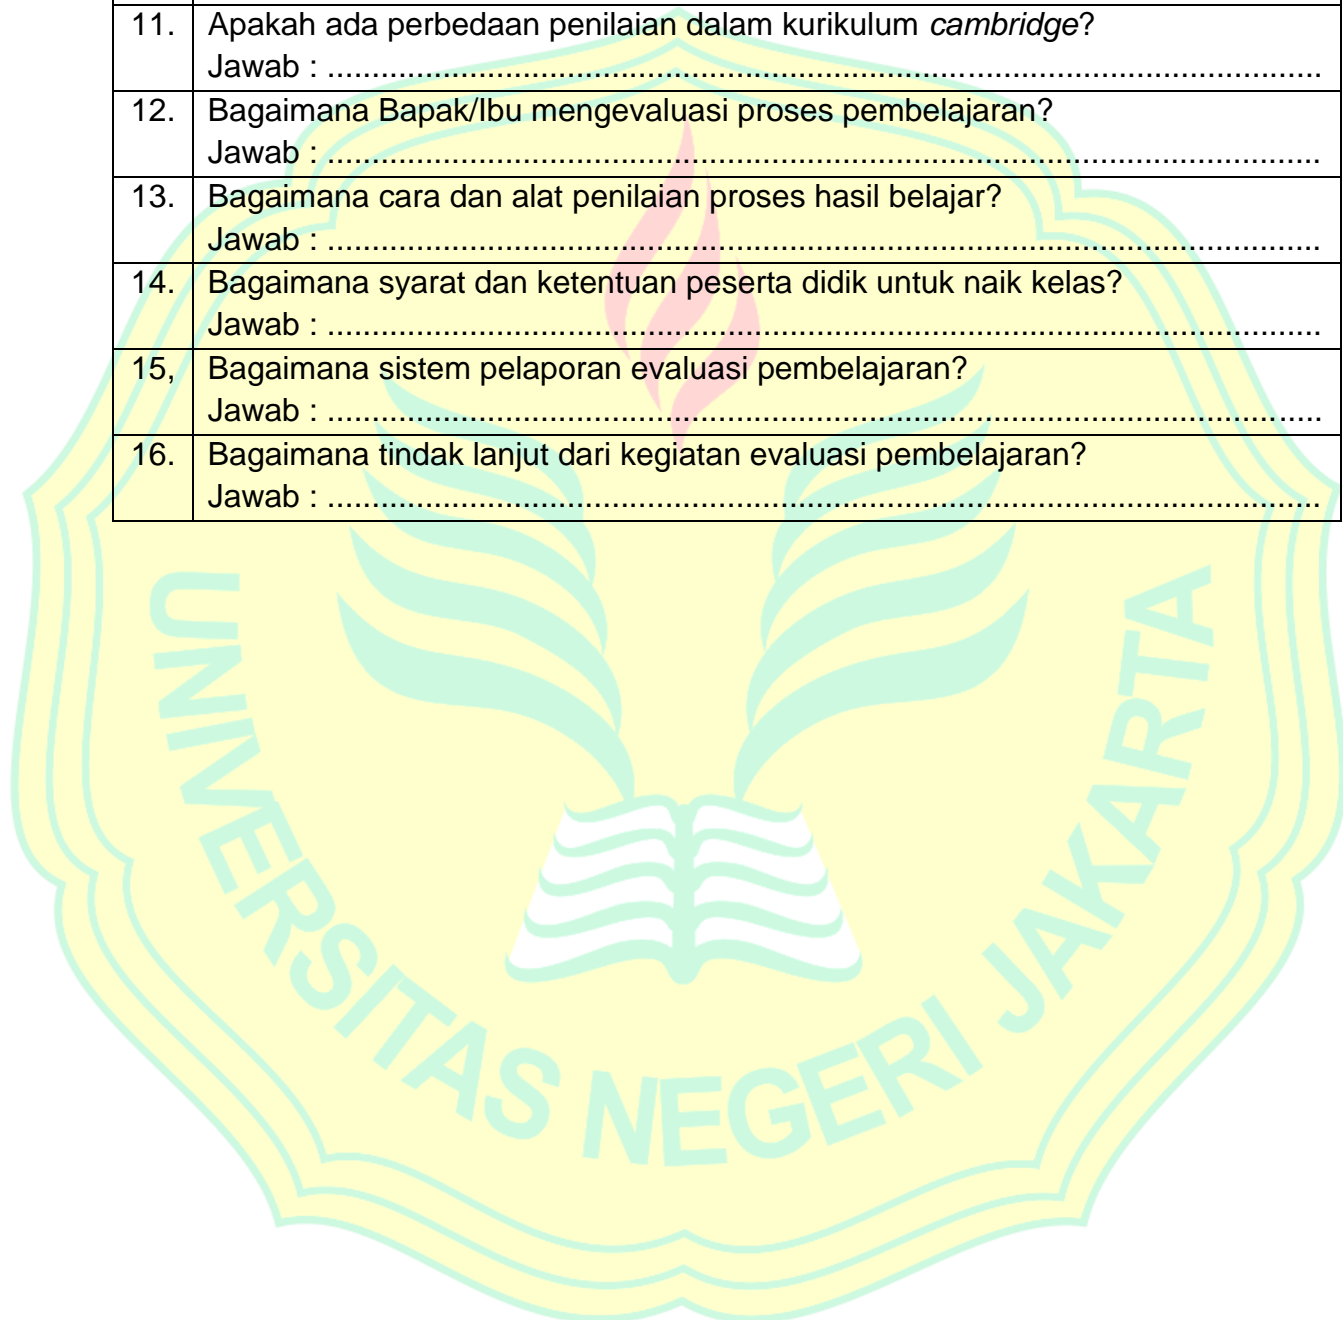 11. Apakah ada perbedaan penilaian dalam kurikulum cambridge?
Jawab : ................................................................................................................
12. Bagaimana Bapak/Ibu mengevaluasi proses pembelajaran?
Jawab : ................................................................................................................
13. Bagaimana cara dan alat penilaian proses hasil belajar?
Jawab : ................................................................................................................
14. Bagaimana syarat dan ketentuan peserta didik untuk naik kelas?
Jawab : ................................................................................................................
15, Bagaimana sistem pelaporan evaluasi pembelajaran?
Jawab : ................................................................................................................
16. Bagaimana tindak lanjut dari kegiatan evaluasi pembelajaran?
Jawab : ................................................................................................................
UNIVERSITAS NEGERI JAKARTA